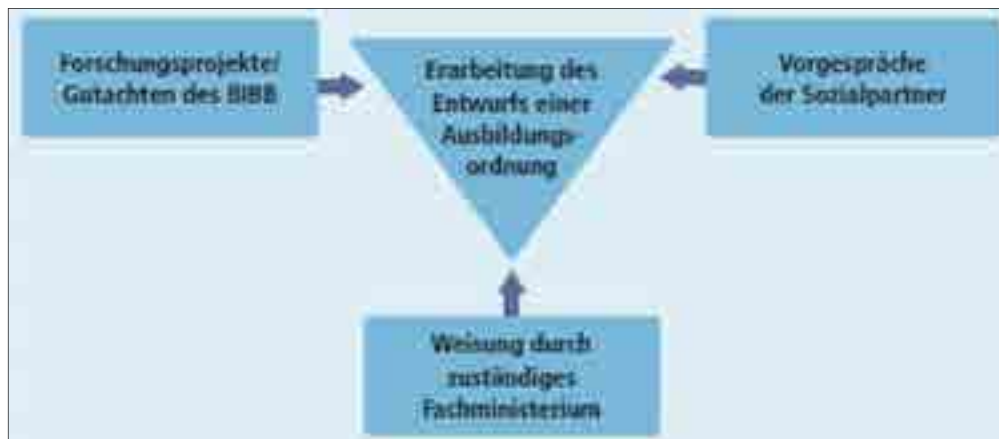 Forschungsprojekte/
Gutachten des BIBB
Erarbeitung des
Entwurfs einer
Ausbildungs-
ordnung
Vorgespräche
der Sozialpartner
Weisung durch
zuständiges
Fachministerium